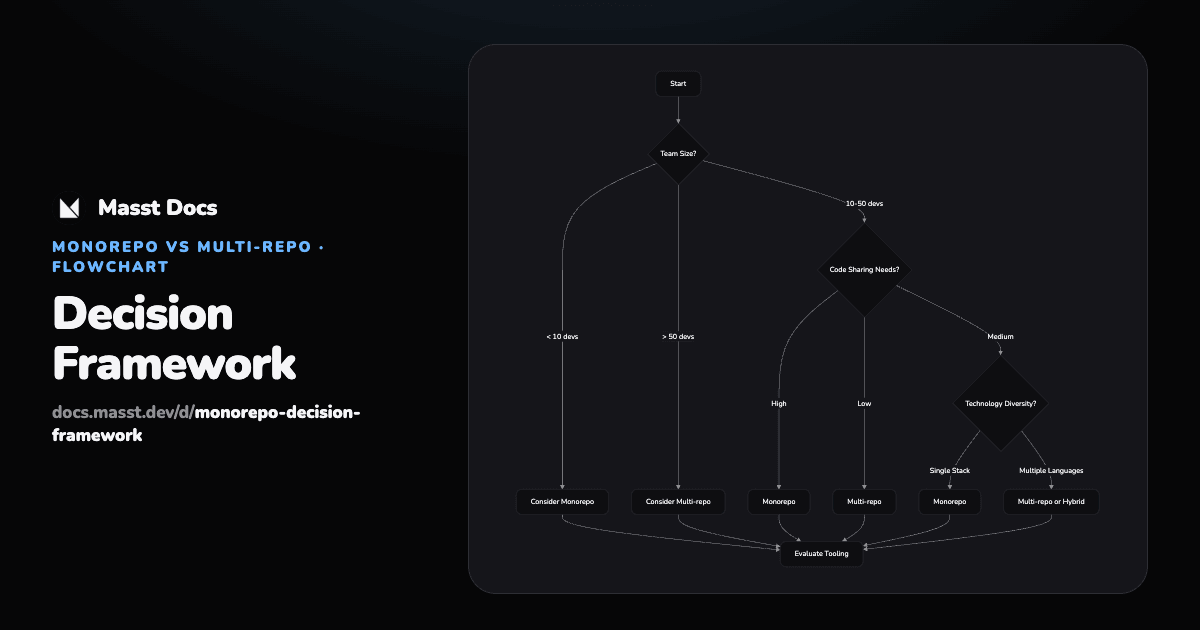 Masst Docs
MONOREPO VS MULTI-REPO ·
FLOWCHART
Decision
Framework
docs.masst.dev/d/monorepo-decision-
framework
Start
Team Size?
10-50 devs
Code Sharing Needs?
< 10 devs
> 50 devs
Medium
High
Low
Technology Diversity?
Single Stack
Multiple Languages
Consider Monorepo
Consider Multi-repo
Monorepo
Multi-repo
Monorepo
Multi-repo or Hybrid
Evaluate Tooling